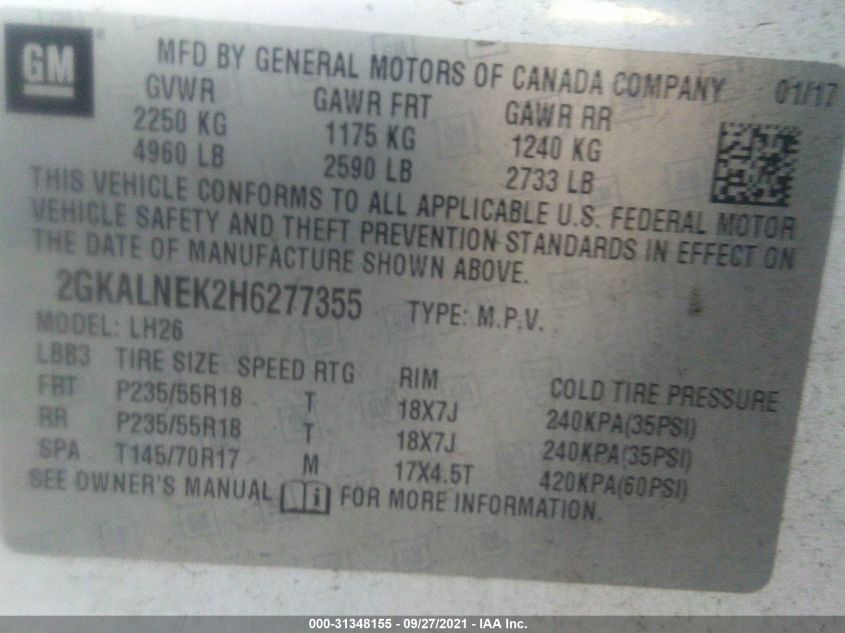 GM
MFD BY GENERAL MOTORS OF CANADA COMPANY 01/17
GVWR GAWR FRT GAWR RR
2250 KG 1175 KG 1240 KG
4960 LB 2590 LB 2733 LB
THIS VEHICLE CONFORMS TO ALL APPLICABLE U.S. FEDERAL MOTOR
VEHICLE SAFETY AND THEFT PREVENTION STANDARDS IN EFFECT ON
THE DATE OF MANUFACTURE SHOWN ABOVE.
2GKALNEK2H6277355 TYPE: M.P.V.
MODEL: LH26
LBB3 TIRE SIZE SPEED RTG RIM COLD TIRE PRESSURE
FRT P235/55R18 T 18X7J 240KPA(35PSI)
RR P235/55R18 T 18X7J 240KPA(35PSI)
SPA T145/70R17 M 17X4.5T 420KPA(60PSI)
SEE OWNER'S MANUAL FOR MORE INFORMATION.
000-31348155 - 09/27/2021 - IAA Inc.